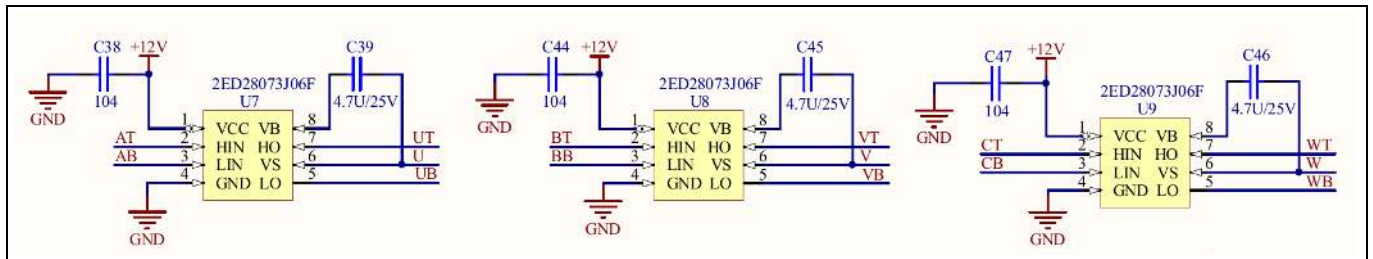 C38 +12V C39
104
GND
2ED28073J06F
U7
4.7U/25V
1 VCC VB 8
AT 2 HIN HO 7 UT
AB 3 LIN VS 6 U
4 GND LO 5 UB
GND
C44 +12V C45
104
GND
2ED28073J06F
U8
4.7U/25V
1 VCC VB 8
BT 2 HIN HO 7 VT
BB 3 LIN VS 6 V
4 GND LO 5 VB
GND
C47 +12V C46
104
GND
2ED28073J06F
U9
4.7U/25V
1 VCC VB 8
CT 2 HIN HO 7 WT
CB 3 LIN VS 6 W
4 GND LO 5 WB
GND